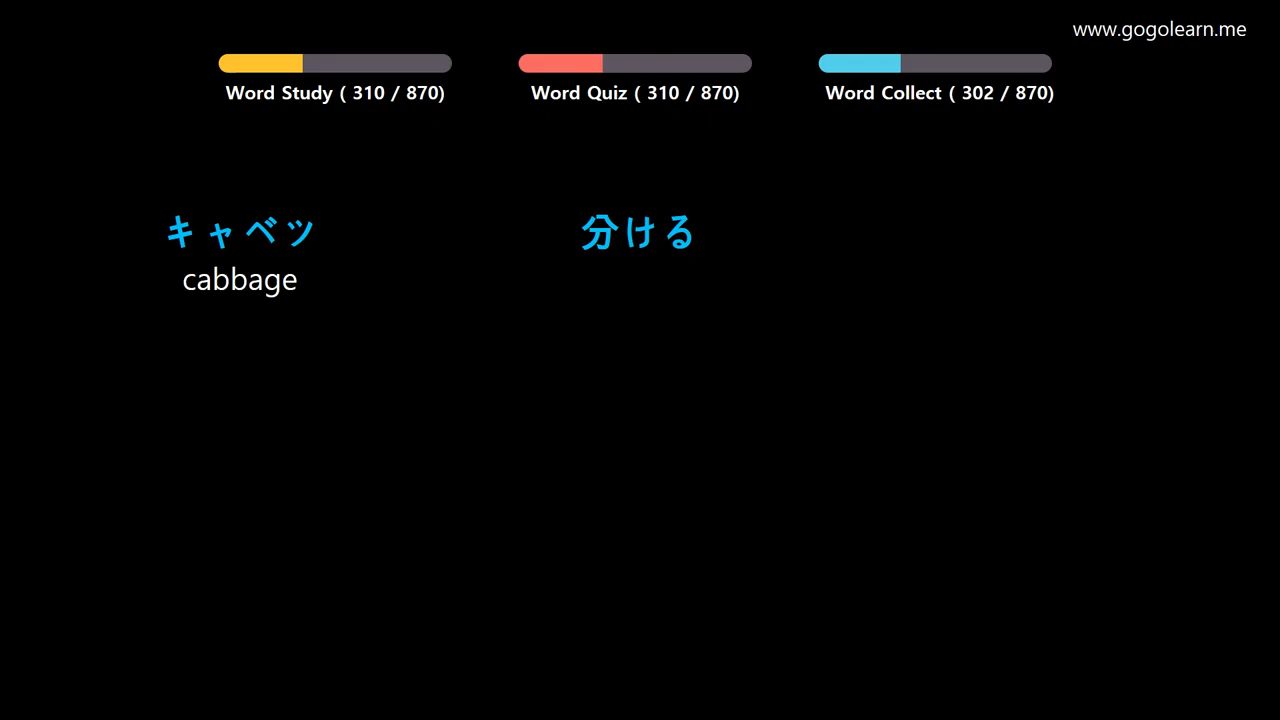 www.gogolearn.me
Word Study ( 310 / 870)
Word Quiz ( 310 / 870)
Word Collect ( 302 / 870)
キャベツ
cabbage
分ける